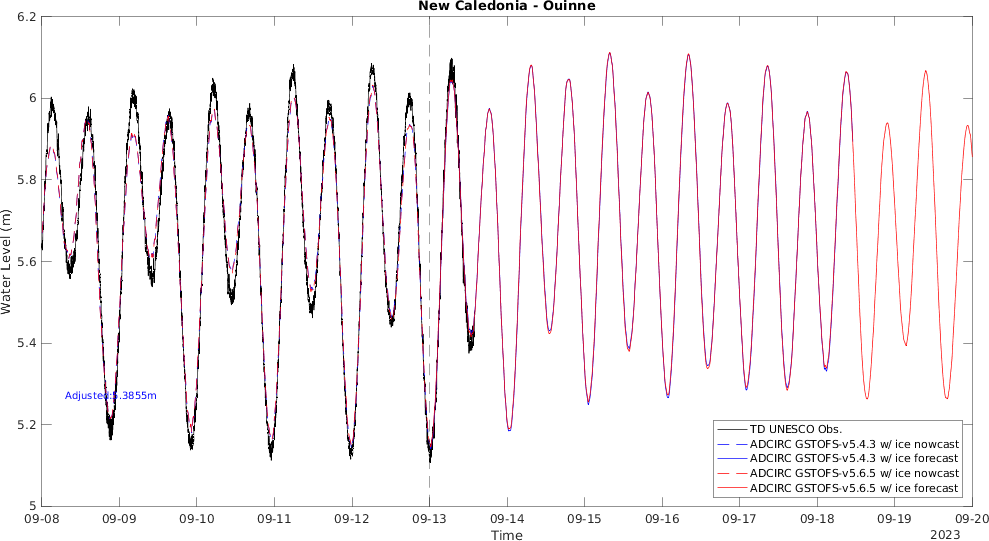 New Caledonia - Ouinne
6.2
6
5.8
5.6
5.4
5.2
5
Water Level (m)
Adjusted:5.3855m
TD UNESCO Obs.
ADCIRC GSTOFS-v5.4.3 w/ ice nowcast
ADCIRC GSTOFS-v5.4.3 w/ ice forecast
ADCIRC GSTOFS-v5.6.5 w/ ice nowcast
ADCIRC GSTOFS-v5.6.5 w/ ice forecast
09-08 09-09 09-10 09-11 09-12 09-13 09-14 09-15 09-16 09-17 09-18 09-19 09-20
Time
2023